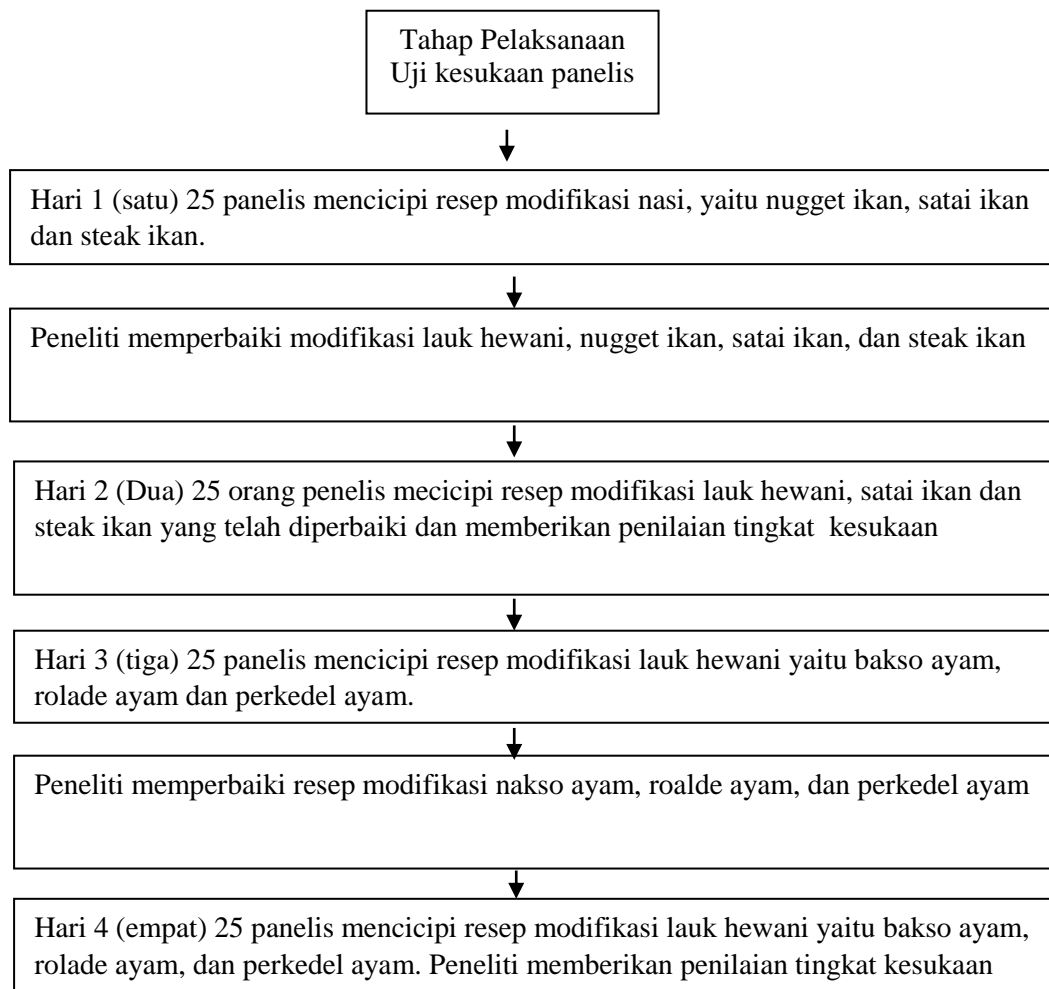 Tahap Pelaksanaan
Uji kesukaan panelis
Hari 1 (satu) 25 panelis mencicipi resep modifikasi nasi, yaitu nugget ikan, satai ikan
dan steak ikan.
Peneliti memperbaiki modifikasi lauk hewani, nugget ikan, satai ikan, dan steak ikan
Hari 2 (Dua) 25 orang penelis mecicipi resep modifikasi lauk hewani, satai ikan dan
steak ikan yang telah diperbaiki dan memberikan penilaian tingkat kesukaan
Hari 3 (tiga) 25 panelis mencicipi resep modifikasi lauk hewani yaitu bakso ayam,
rolade ayam dan perkedel ayam.
Peneliti memperbaiki resep modifikasi nakso ayam, roalde ayam, dan perkedel ayam
Hari 4 (empat) 25 panelis mencicipi resep modifikasi lauk hewani yaitu bakso ayam,
rolade ayam, dan perkedel ayam. Peneliti memberikan penilaian tingkat kesukaan